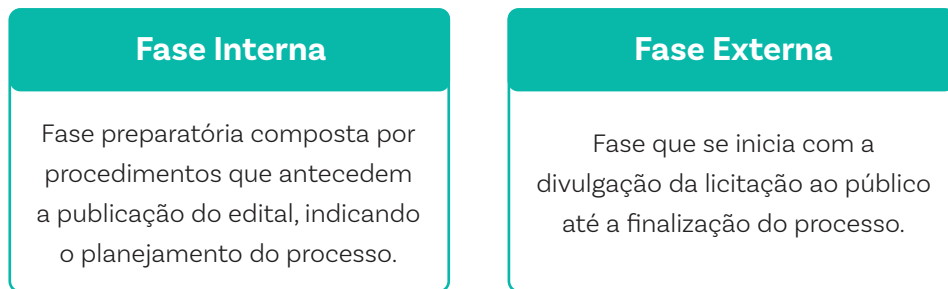 Fase Interna
Fase preparatória composta por
procedimentos que antecedem
a publicação do edital, indicando
o planejamento do processo.
Fase Externa
Fase que se inicia com a
divulgação da licitação ao público
até a finalização do processo.